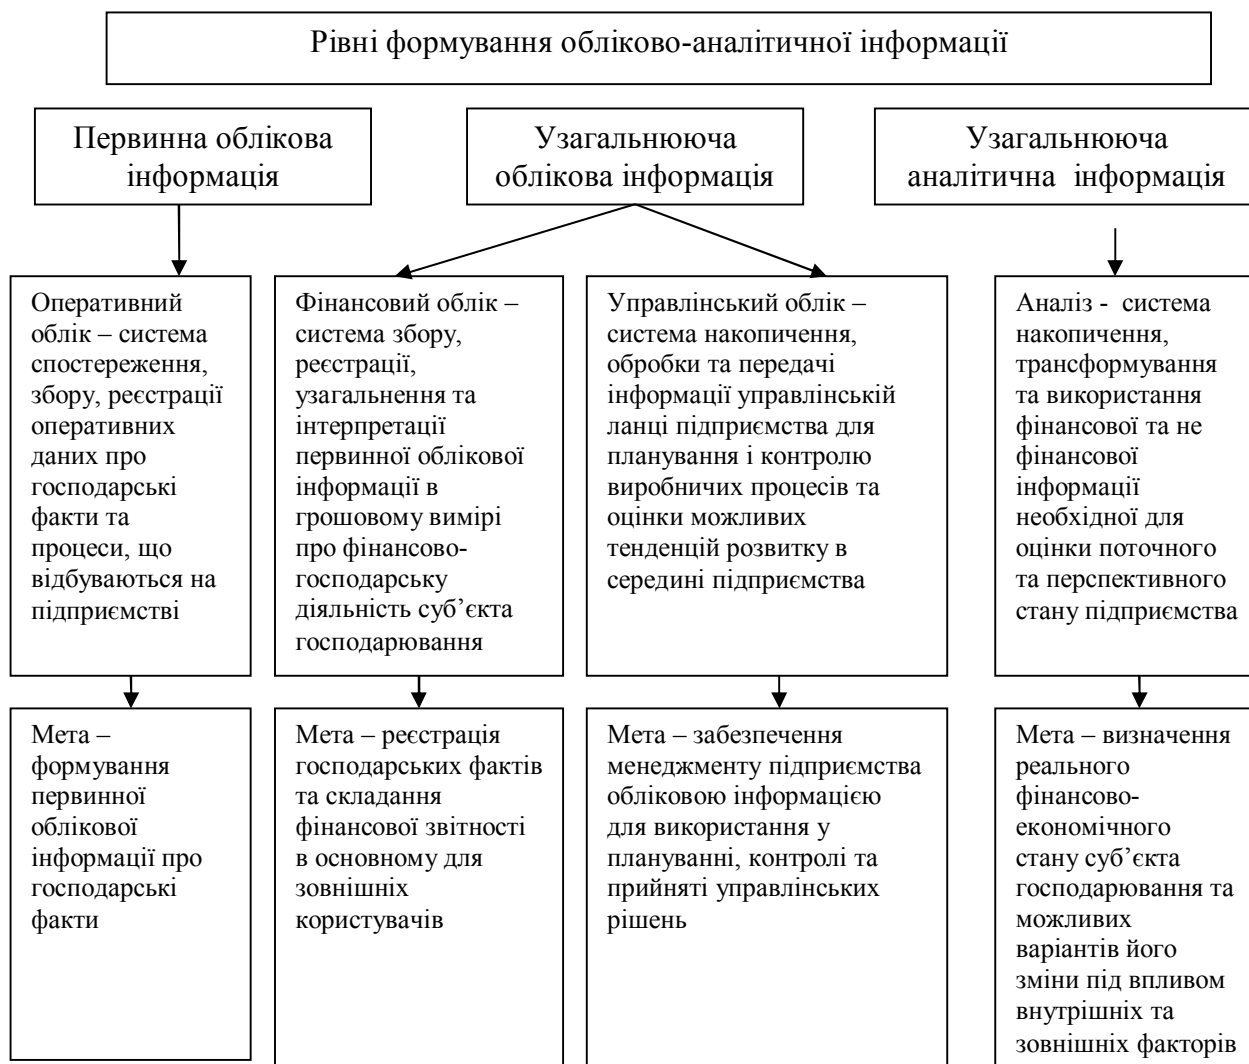 Рівні формування обліково-аналітичної інформації
Первинна облікова
інформація
Узагальнююча
облікова інформація
Узагальнююча
аналітична інформація
Оперативний
облік – система
спостереження,
збору, реєстрації
оперативних
даних про
господарські
факти та
процеси, що
відбуваються на
підприємстві
Фінансовий облік –
система збору,
реєстрації,
узагальнення та
інтерпретації
первинної облікової
інформації в
грошовому вимірі
про фінансово-
господарську
діяльність суб’єкта
господарювання
Управлінський облік –
система накопичення,
обробки та передачі
інформації управлінській
ланці підприємства для
планування і контролю
виробничих процесів та
оцінки можливих
тенденцій розвитку в
середині підприємства
Аналіз - система
накопичення,
трансформування
та використання
фінансової та не
фінансової
інформації
необхідної для
оцінки поточного
та перспективного
стану підприємства
Мета –
формування
первинної
облікової
інформації про
господарські
факти
Мета – реєстрація
господарських фактів
та складання
фінансової звітності
в основному для
зовнішніх
користувачів
Мета – забезпечення
менеджменту підприємства
обліковою інформацією
для використання у
плануванні, контролі та
прийняті управлінських
рішень
Мета – визначення
реального
фінансово-
економічного
стану суб’єкта
господарювання та
можливих
варіантів його
зміни під впливом
внутрішніх та
зовнішніх факторів